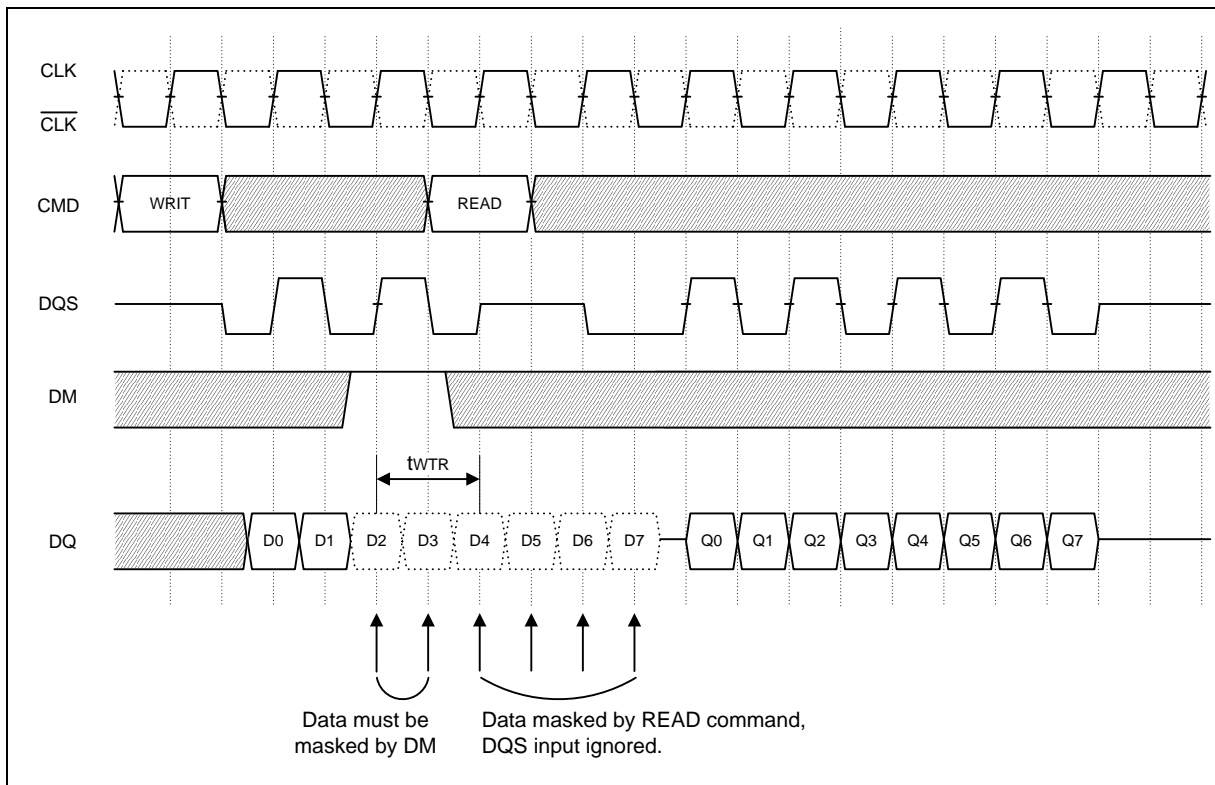 CLK
CLK
CMD WRIT READ
DQS
DM
tWTR
DQ D0 D1 D2 D3 D4 D5 D6 D7 Q0 Q1 Q2 Q3 Q4 Q5 Q6 Q7
Data must be
masked by DM
Data masked by READ command,
DQS input ignored.